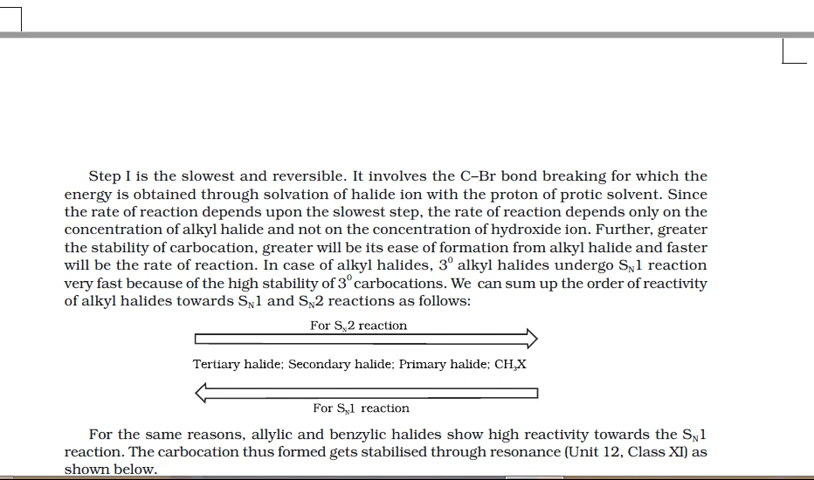 Step I is the slowest and reversible. It involves the C–Br bond breaking for which the
energy is obtained through solvation of halide ion with the proton of protic solvent. Since
the rate of reaction depends upon the slowest step, the rate of reaction depends only on the
concentration of alkyl halide and not on the concentration of hydroxide ion. Further, greater
the stability of carbocation, greater will be its ease of formation from alkyl halide and faster
will be the rate of reaction. In case of alkyl halides, 3⁰ alkyl halides undergo Sₙ1 reaction
very fast because of the high stability of 3⁰ carbocations. We can sum up the order of reactivity
of alkyl halides towards Sₙ1 and Sₙ2 reactions as follows:
For Sₙ2 reaction
Tertiary halide; Secondary halide; Primary halide; CH₃X
For Sₙ1 reaction
For the same reasons, allylic and benzylic halides show high reactivity towards the Sₙ1
reaction. The carbocation thus formed gets stabilised through resonance (Unit 12, Class XI) as
shown below.